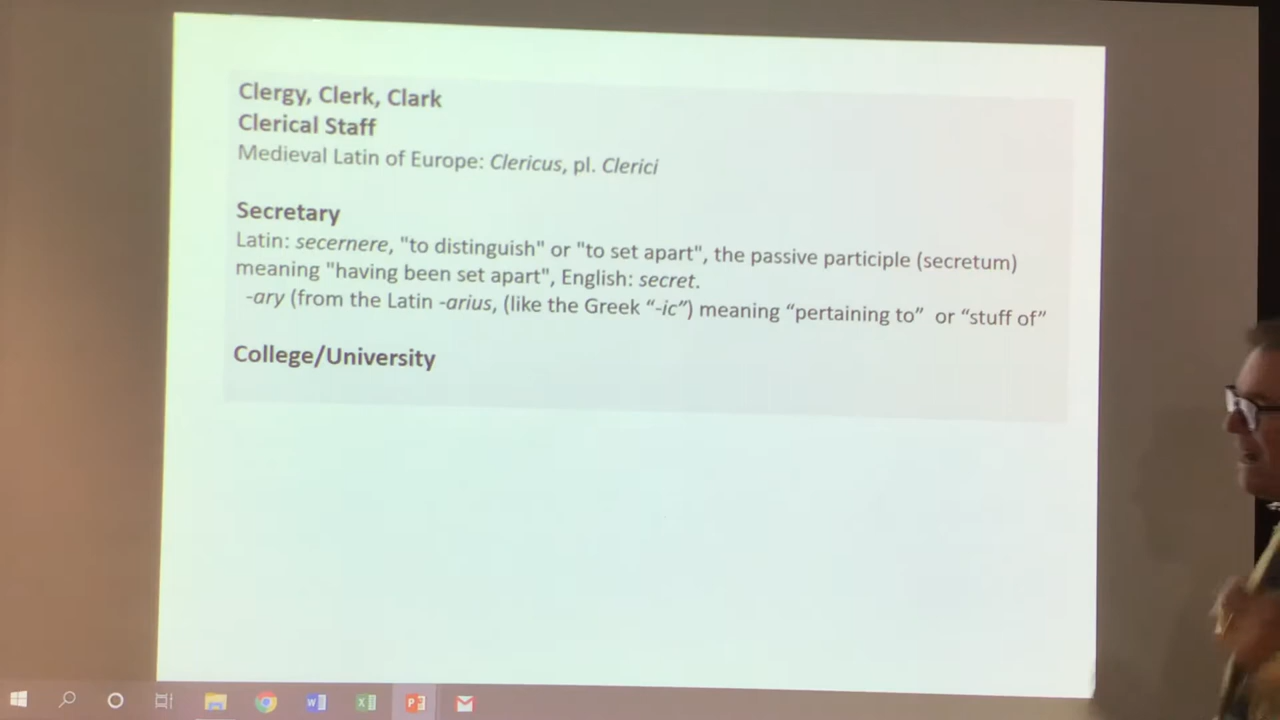 Clergy, Clerk, Clark
Clerical Staff
Medieval Latin of Europe: Clericus, pl. Clerici
Secretary
Latin: secernere, "to distinguish" or "to set apart", the passive participle (secretum)
meaning "having been set apart", English: secret.
-ary (from the Latin -arius, (like the Greek “-ic”) meaning “pertaining to” or “stuff of”
College/University